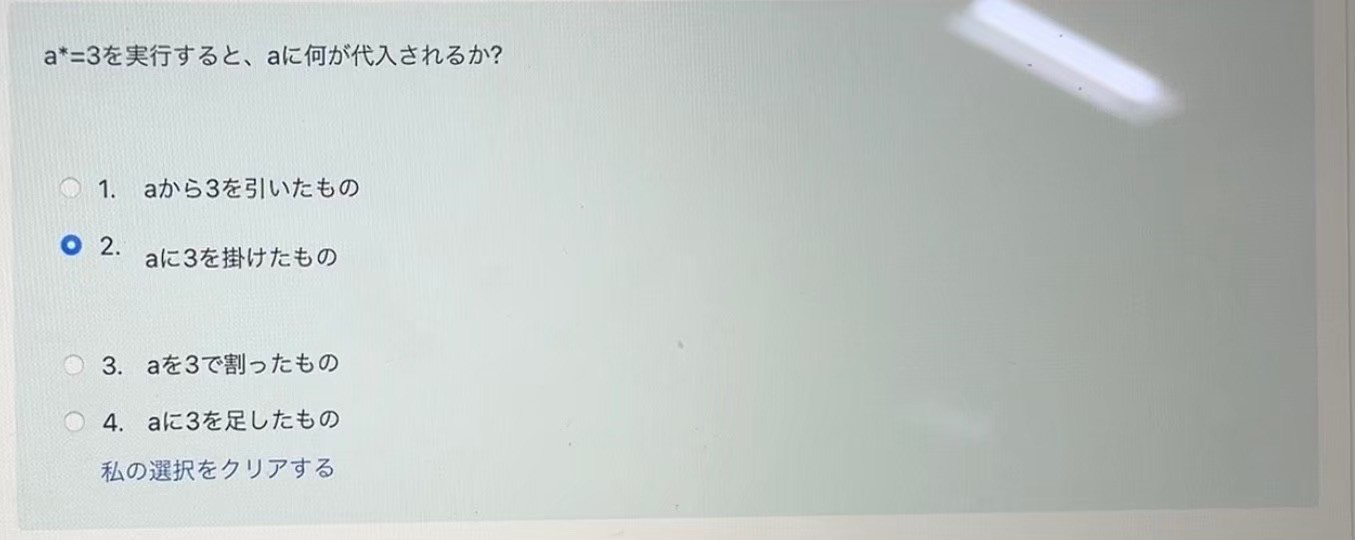 a*=3を実行すると、aに何が代入されるか?
1. aから3を引いたもの
2. aに3を掛けたもの
3. aを3で割ったもの
4. aに3を足したもの
私の選択をクリアする